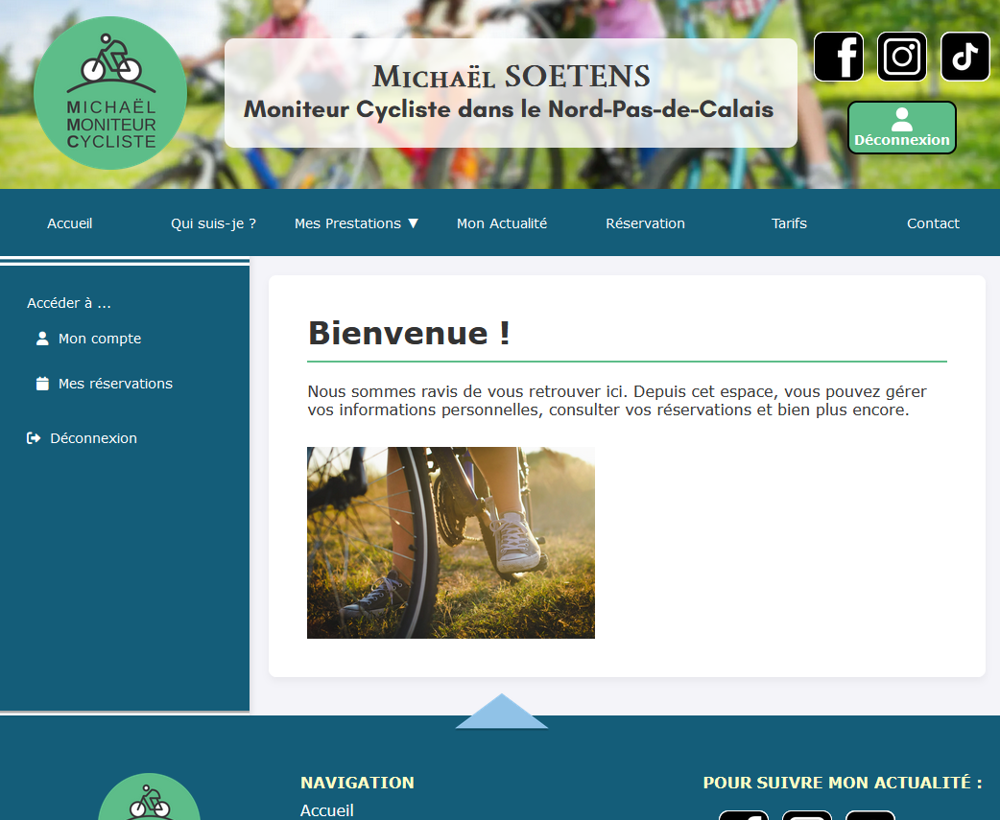 MICHAËL
MONITEUR
CYCLISTE
Michaël SOETENS
Moniteur Cycliste dans le Nord-Pas-de-Calais
Déconnexion
Accueil
Qui suis-je ?
Mes Prestations ▼
Mon Actualité
Réservation
Tarifs
Contact
Accéder à ...
Mon compte
Mes réservations
Déconnexion
Bienvenue !
Nous sommes ravis de vous retrouver ici. Depuis cet espace, vous pouvez gérer
vos informations personnelles, consulter vos réservations et bien plus encore.
NAVIGATION
Accueil
POUR SUIVRE MON ACTUALITÉ :